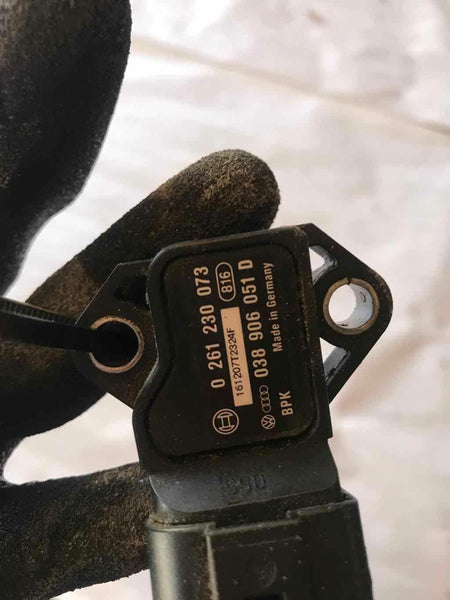 0 261 230 073
816
161207T2324F
038 906 051 D
Made in Germany
BPK